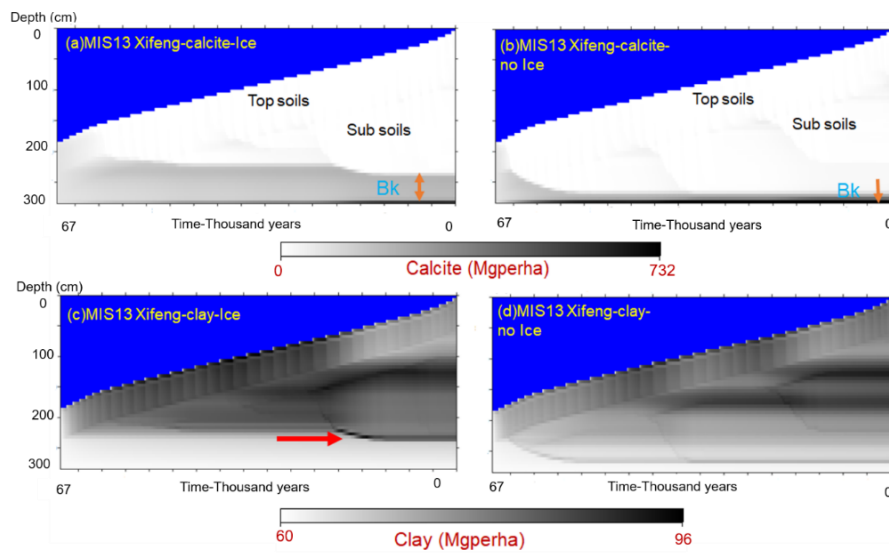 Depth (cm)
0
100
200
300
(a)MIS13 Xifeng-calcite-Ice
Top soils
Sub soils
Bk
67
Time-Thousand years
0
(b)MIS13 Xifeng-calcite-
no Ice
Top soils
Sub soils
Bk
67
Time-Thousand years
0
0
Calcite (Mgperha)
732
Depth (cm)
0
100
200
300
(c)MIS13 Xifeng-clay-Ice
67
Time-Thousand years
0
(d)MIS13 Xifeng-clay-
no Ice
67
Time-Thousand years
0
60
Clay (Mgperha)
96